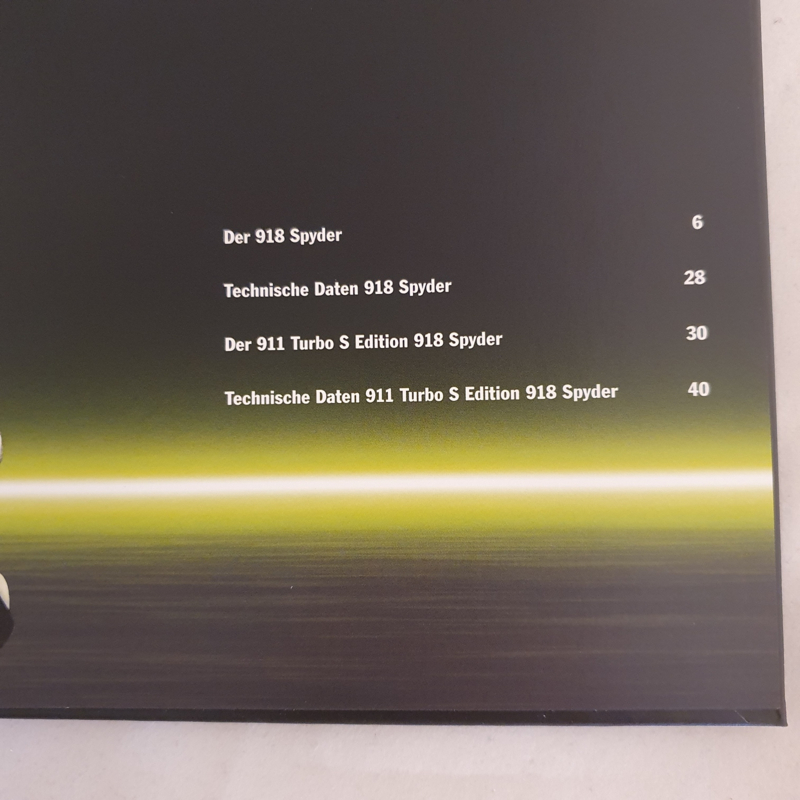 Der 918 Spyder 6
Technische Daten 918 Spyder 28
Der 911 Turbo S Edition 918 Spyder 30
Technische Daten 911 Turbo S Edition 918 Spyder 40